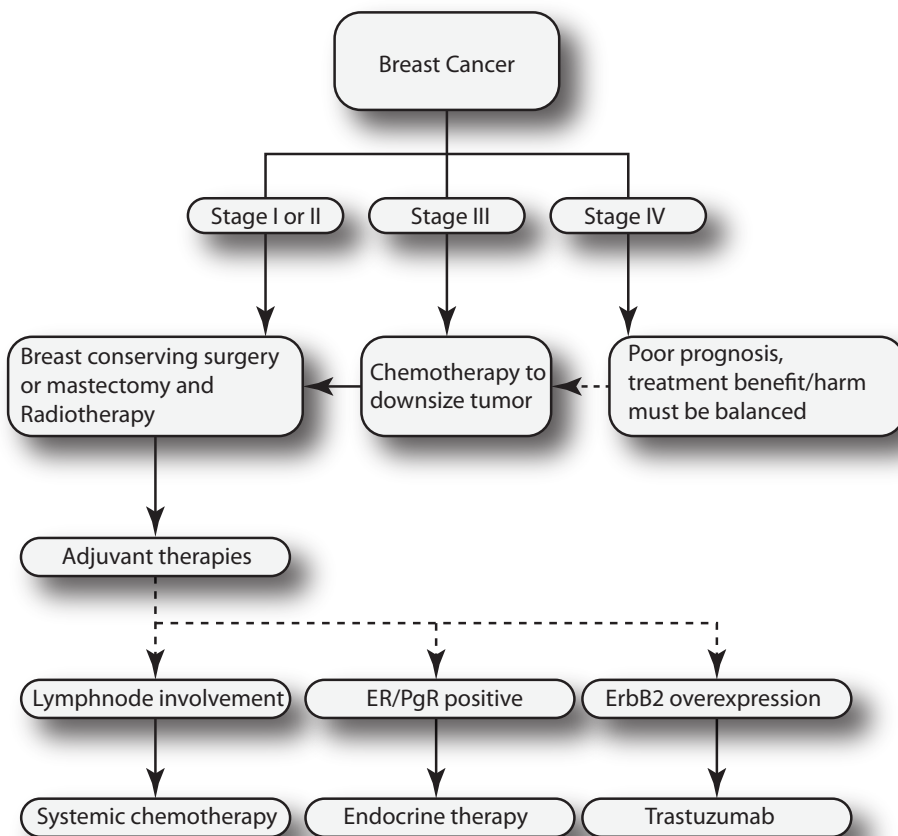 Breast Cancer
Stage I or II
Stage III
Stage IV
Breast conserving surgery
or mastectomy and
Radiotherapy
Chemotherapy to
downsize tumor
Poor prognosis,
treatment benefit/harm
must be balanced
Adjuvant therapies
Lymphnode involvement
ER/PgR positive
ErbB2 overexpression
Systemic chemotherapy
Endocrine therapy
Trastuzumab